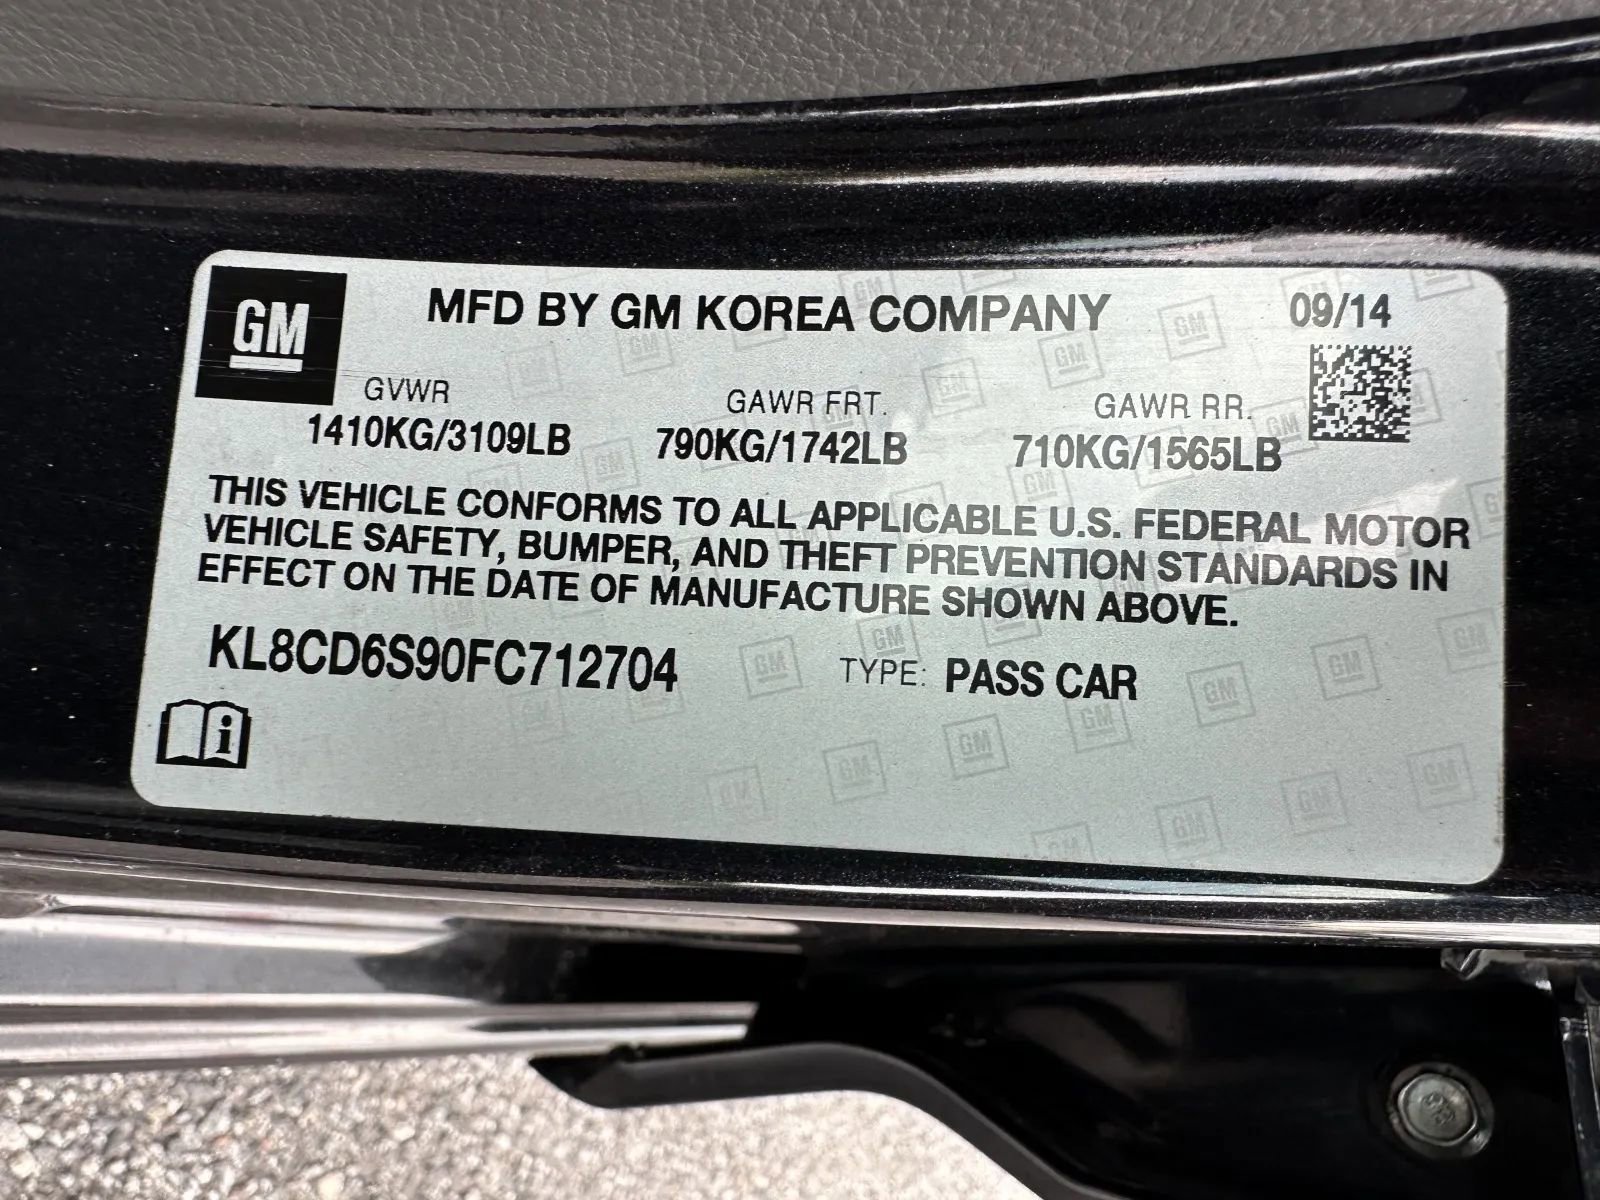 GM
MFD BY GM KOREA COMPANY
09/14
GVWR
GAWR FRT.
GAWR RR.
1410KG/3109LB
790KG/1742LB
710KG/1565LB
THIS VEHICLE CONFORMS TO ALL APPLICABLE U.S. FEDERAL MOTOR
VEHICLE SAFETY, BUMPER, AND THEFT PREVENTION STANDARDS IN
EFFECT ON THE DATE OF MANUFACTURE SHOWN ABOVE.
KL8CD6S90FC712704
TYPE: PASS CAR
i